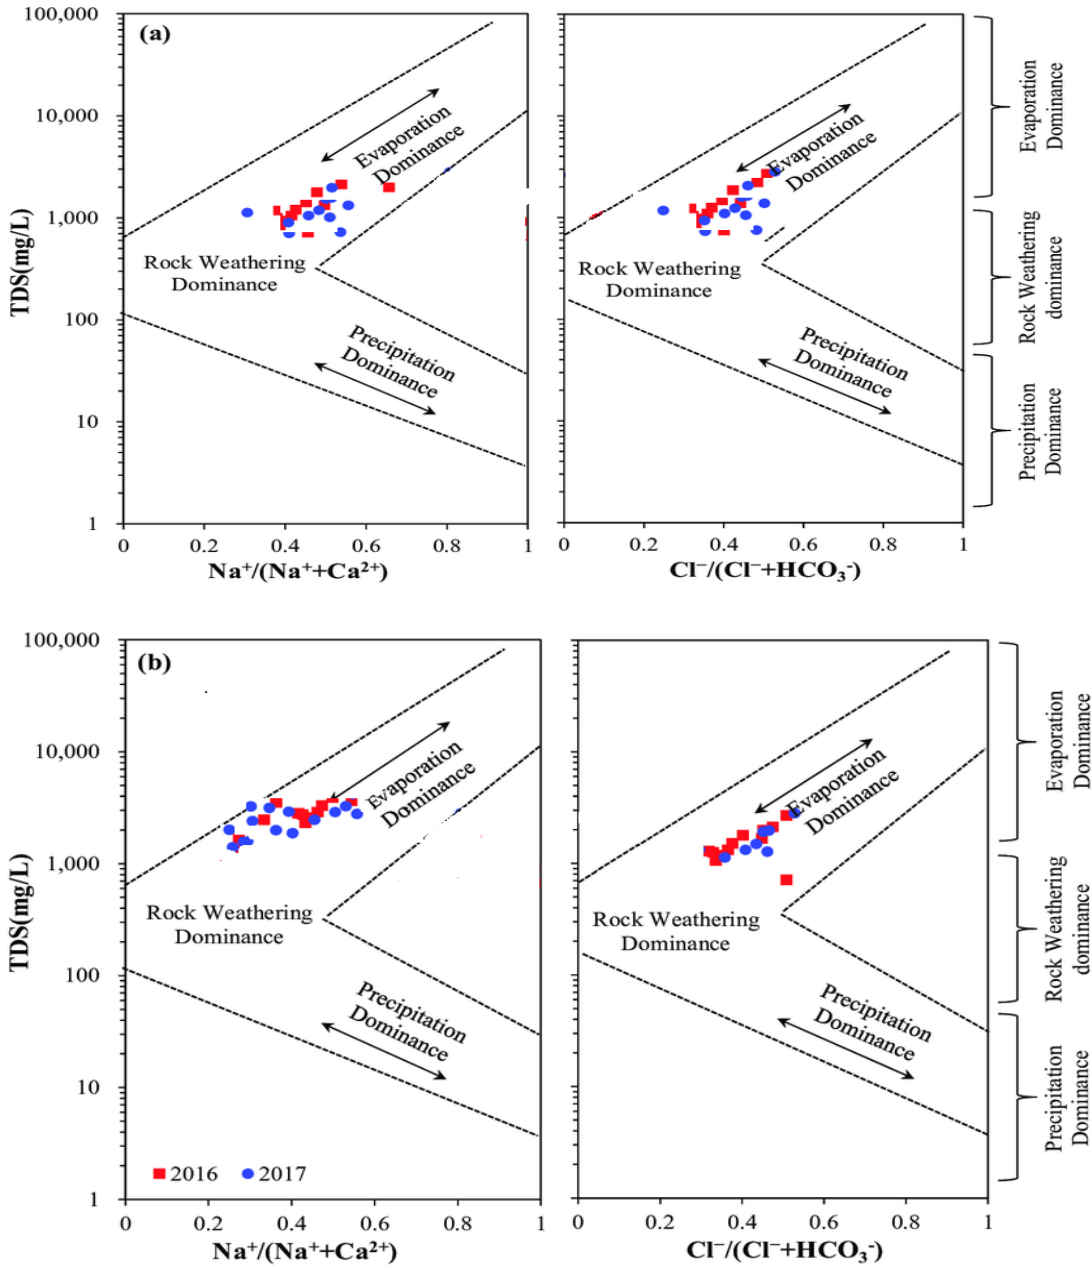 (a)
100,000
10,000
1,000
100
10
1
TDS(mg/L)
Evaporation
Dominance
Rock Weathering
Dominance
Precipitation
Dominance
0
0.2
0.4
0.6
0.8
1
Na⁺/(Na⁺+Ca²⁺)
Evaporation
Dominance
Rock Weathering
Dominance
Precipitation
Dominance
0
0.2
0.4
0.6
0.8
1
Cl⁻/(Cl⁻+HCO₃⁻)
Evaporation
Dominance
Rock Weathering
dominance
Precipitation
Dominance
(b)
100,000
10,000
1,000
100
10
1
TDS(mg/L)
Evaporation
Dominance
Rock Weathering
Dominance
Precipitation
Dominance
2016
2017
0
0.2
0.4
0.6
0.8
1
Na⁺/(Na⁺+Ca²⁺)
Evaporation
Dominance
Rock Weathering
Dominance
Precipitation
Dominance
0
0.2
0.4
0.6
0.8
1
Cl⁻/(Cl⁻+HCO₃⁻)
Evaporation
Dominance
Rock Weathering
dominance
Precipitation
Dominance